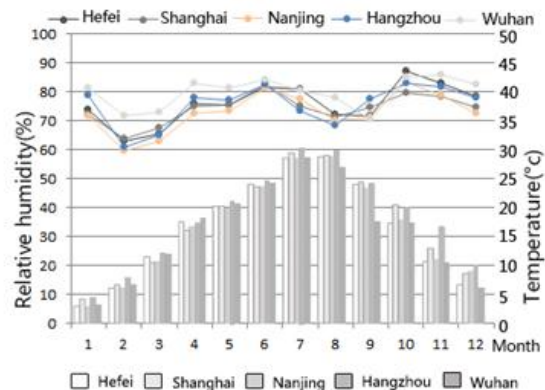 Hefei Shanghai Nanjing Hangzhou Wuhan
100 50
90 45
80 40
70 35
60 30
50 25
40 20
30 15
20 10
10 5
0 0
Relative humidity(%)
Temperature(°c)
1 2 3 4 5 6 7 8 9 10 11 12 Month
Hefei Shanghai Nanjing Hangzhou Wuhan